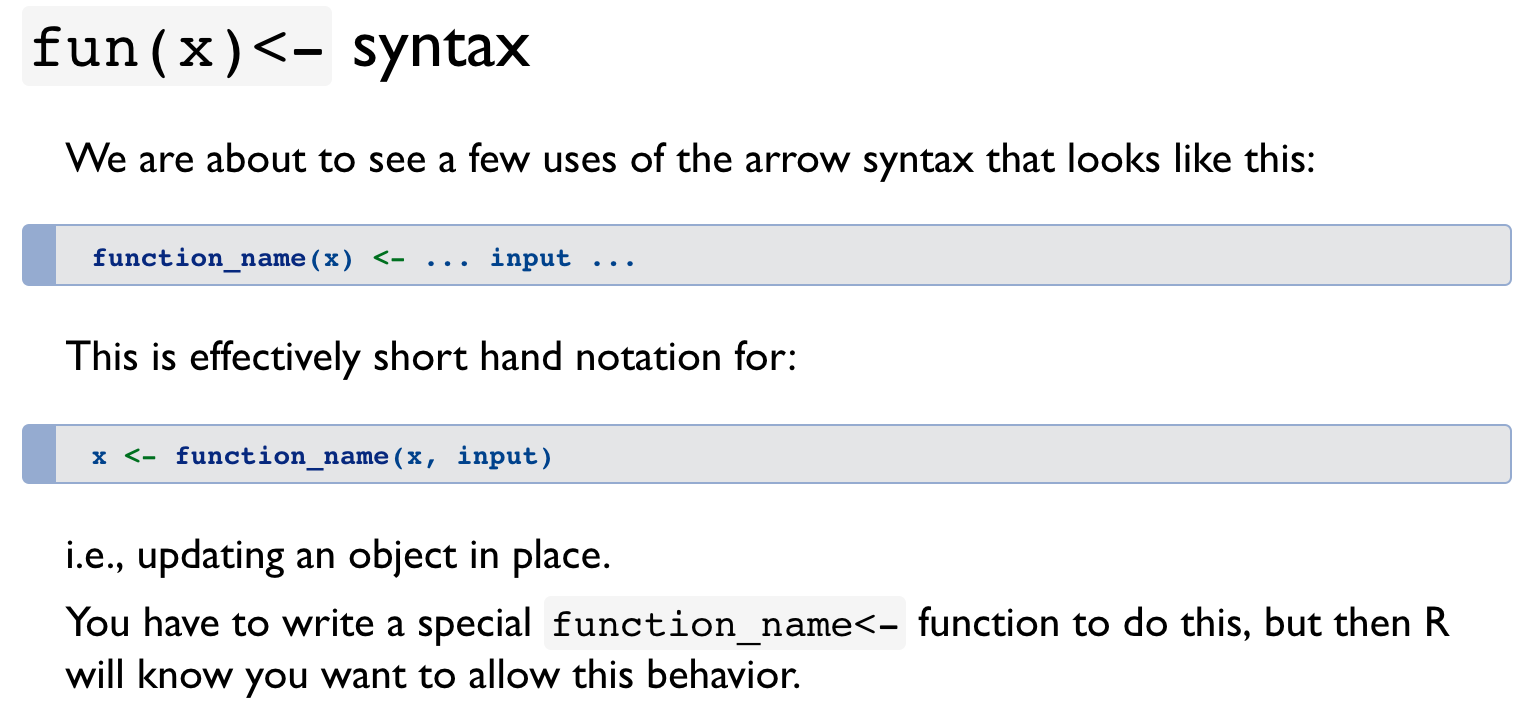 fun(x)<- syntax
We are about to see a few uses of the arrow syntax that looks like this:
function_name(x) <- ... input ...
This is effectively short hand notation for:
x <- function_name(x, input)
i.e., updating an object in place.
You have to write a special function_name<- function to do this, but then R
will know you want to allow this behavior.